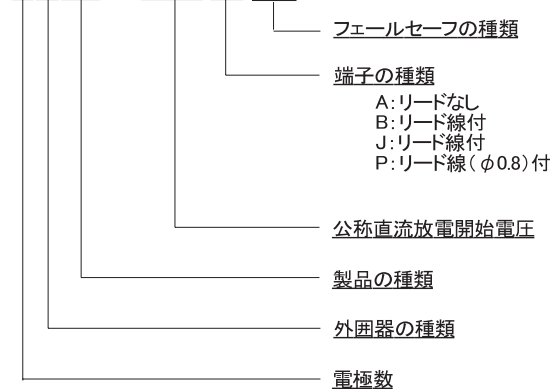 フェールセーフの種類
端子の種類
A:リードなし
B:リード線付
J:リード線付
P:リード線(φ0.8)付
公称直流放電開始電圧
製品の種類
外囲器の種類
電極数